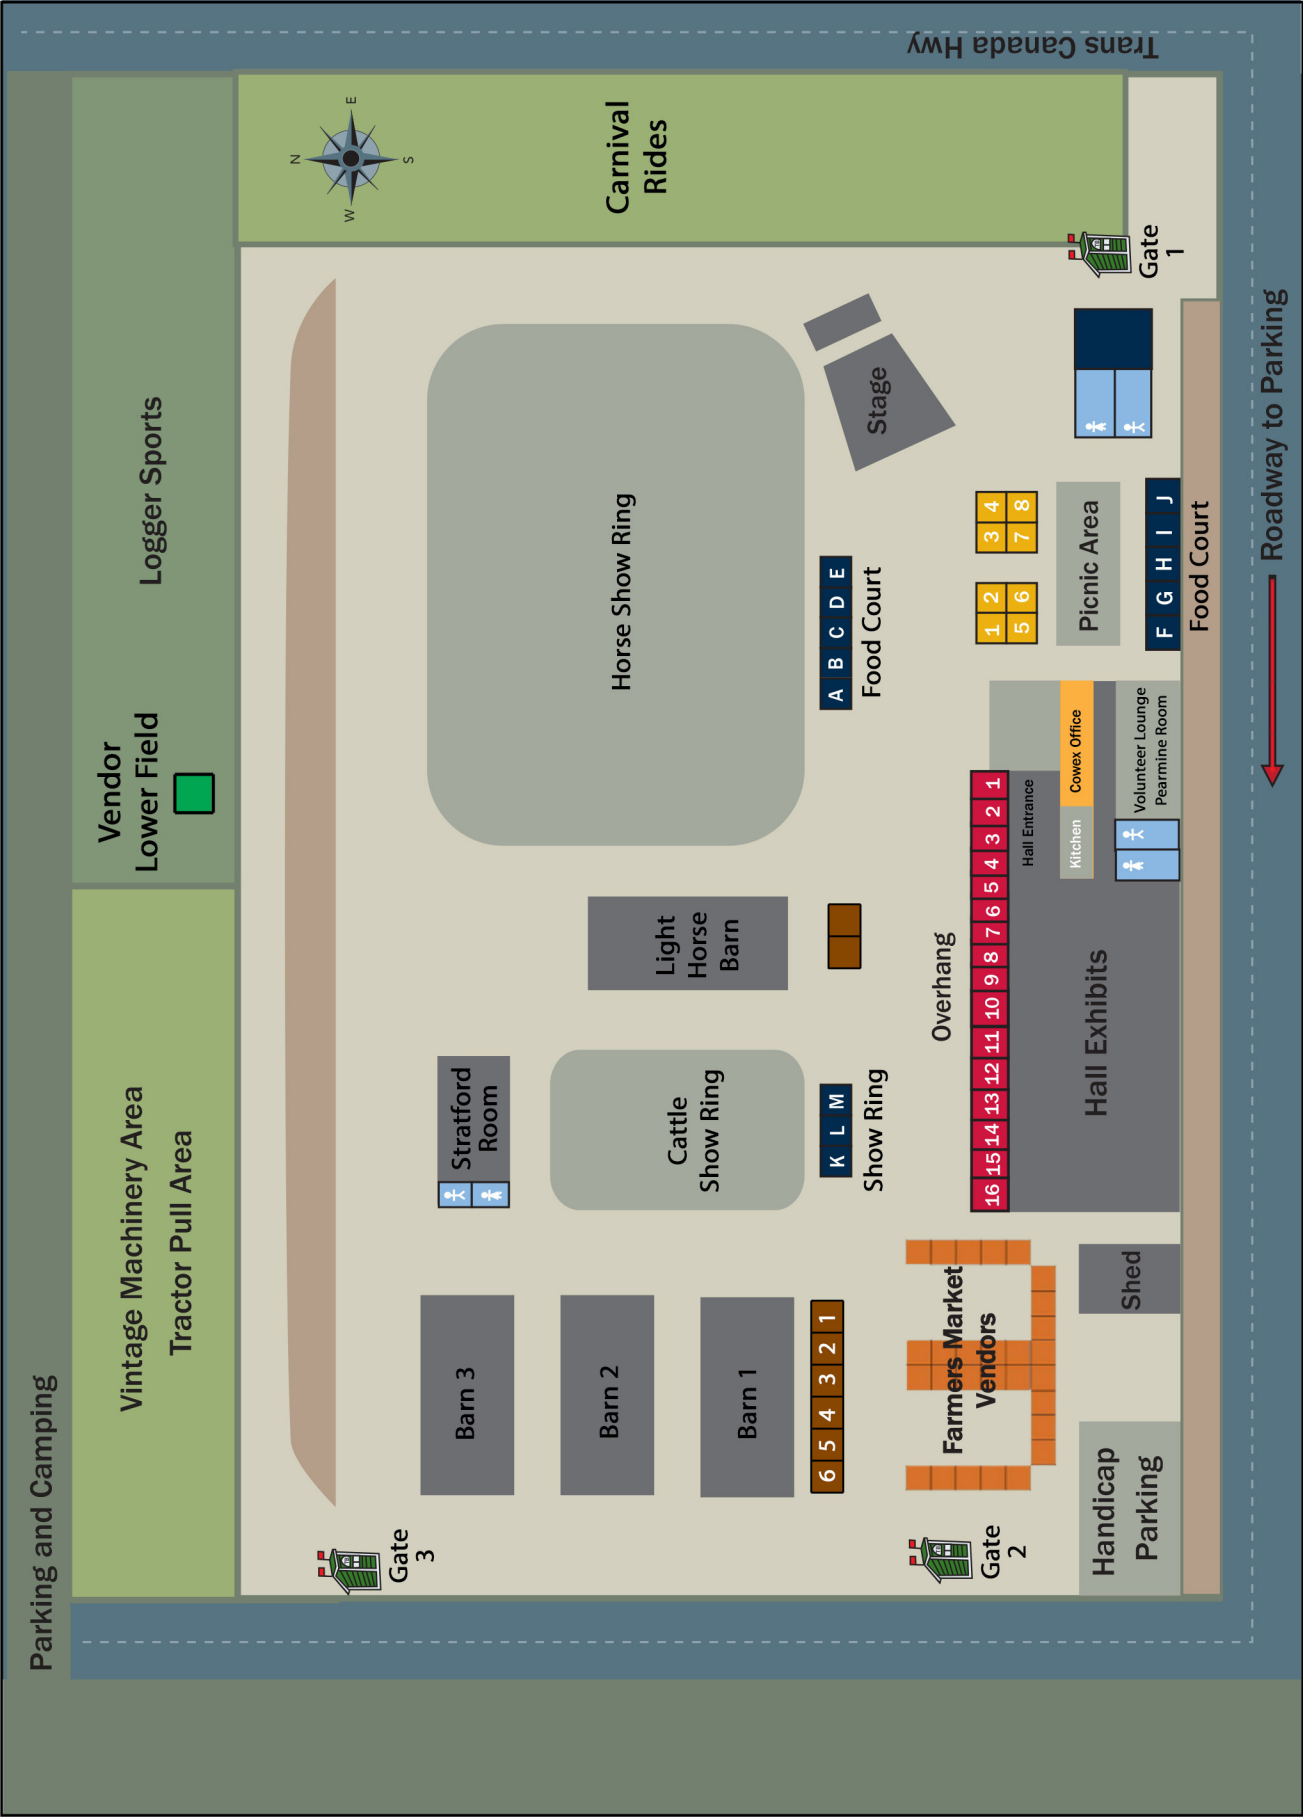 Trans Canada Hwy
Parking and Camping
Vintage Machinery Area
Tractor Pull Area
Vendor
Lower Field
Logger Sports
N
E
S
W
Carnival
Rides
Gate
3
Barn 3
Barn 2
Barn 1
6 5 4 3 2 1
Stratford
Room
Cattle
Show Ring
K L M
Show Ring
Light
Horse
Barn
Horse Show Ring
A B C D E
Food Court
Stage
Gate
2
Farmers Market
Vendors
Handicap
Parking
Shed
Overhang
16 15 14 13 12 11 10 9 8 7 6 5 4 3 2 1
Hall Entrance
Hall Exhibits
Kitchen
Cowex Office
Volunteer Lounge
Pearmine Room
1 2
5 6
3 4
7 8
Picnic Area
F G H I J
Food Court
Gate
1
Roadway to Parking